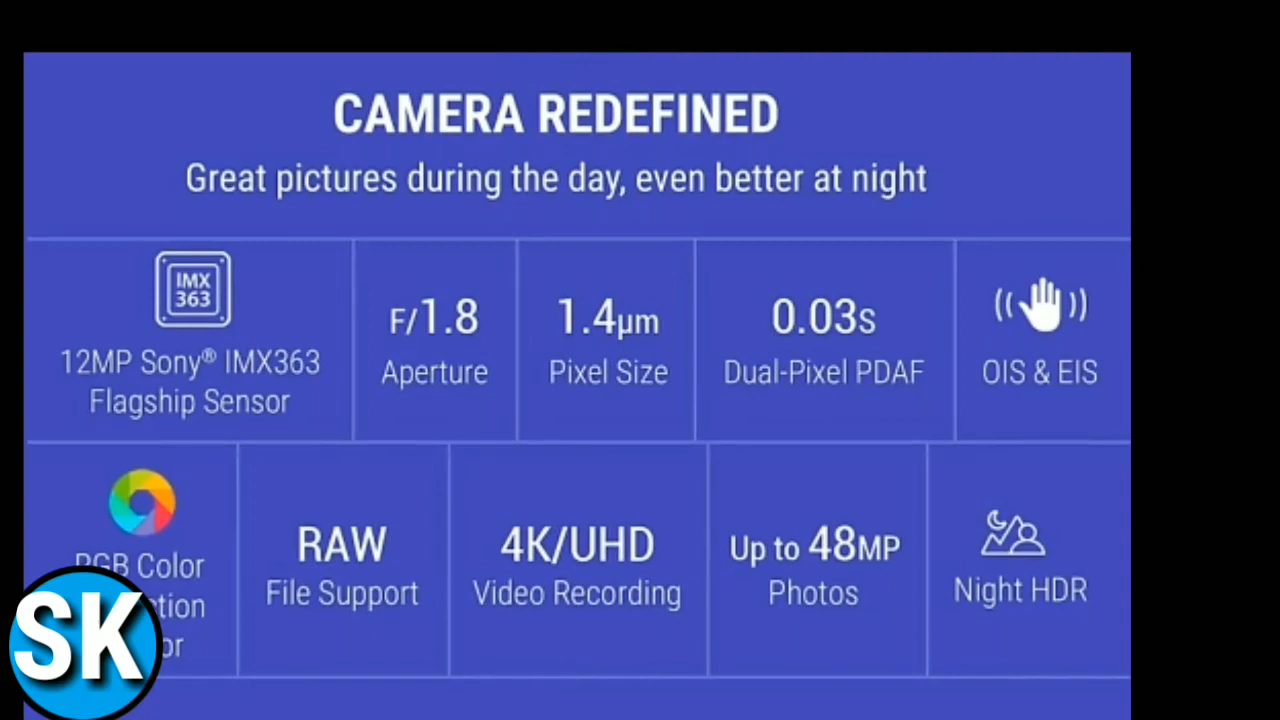 CAMERA REDEFINED
Great pictures during the day, even better at night
IMX
363
12MP Sony® IMX363
Flagship Sensor
F/1.8
Aperture
1.4µm
Pixel Size
0.03S
Dual-Pixel PDAF
OIS & EIS
RGB Color
RAW
File Support
4K/UHD
Video Recording
Up to 48MP
Photos
Night HDR
SK